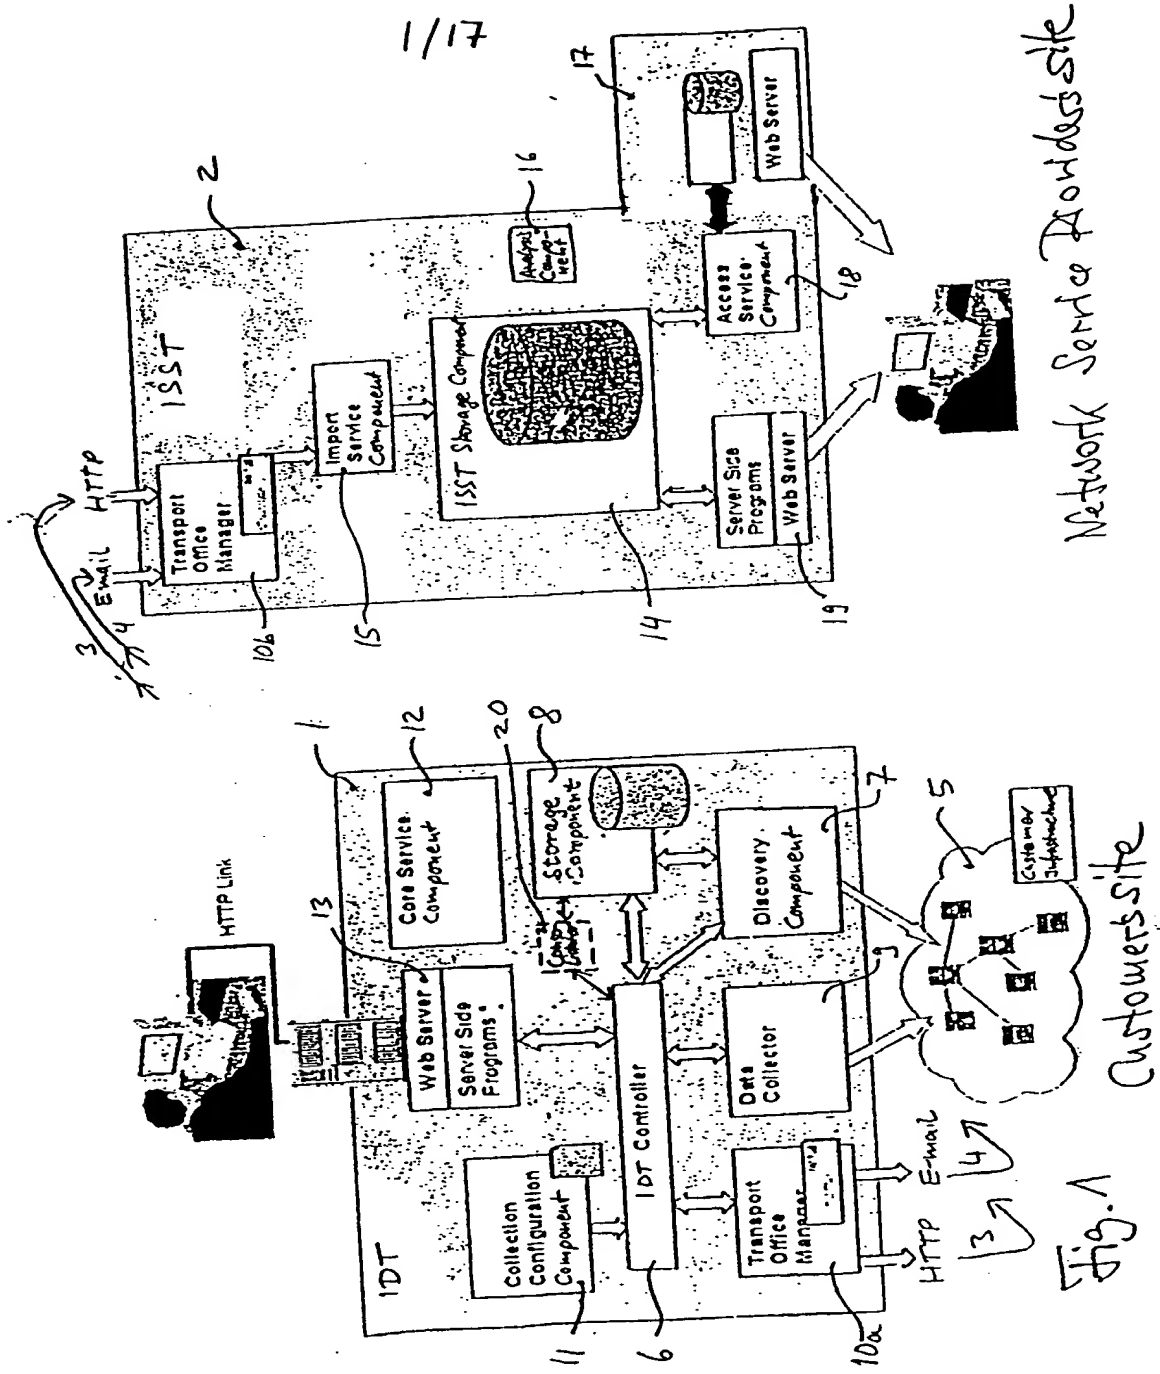 1/17
HTTP Link
1
IDT
Collection
Configuration
Component
11
Web Server
Server Side
Programs
13
Core Service
Component
12
20
Storage
Component
8
IDT Controller
6
Transport
Office
Manager
10a
Data
Collector
9
Discovery
Component
7
HTTP
E-mail
3
4
5
Customer
Infrastructure
Fig. 1
Customers site
3
4
Email
HTTP
ISST
2
Transport
Office
Manager
10b
Import
Service
Component
15
ISST Storage Component
14
Analysis
Compo-
nent
16
17
Server Side
Programs
Web Server
19
Access
Service
Component
18
Web Server
Network Service Providers site